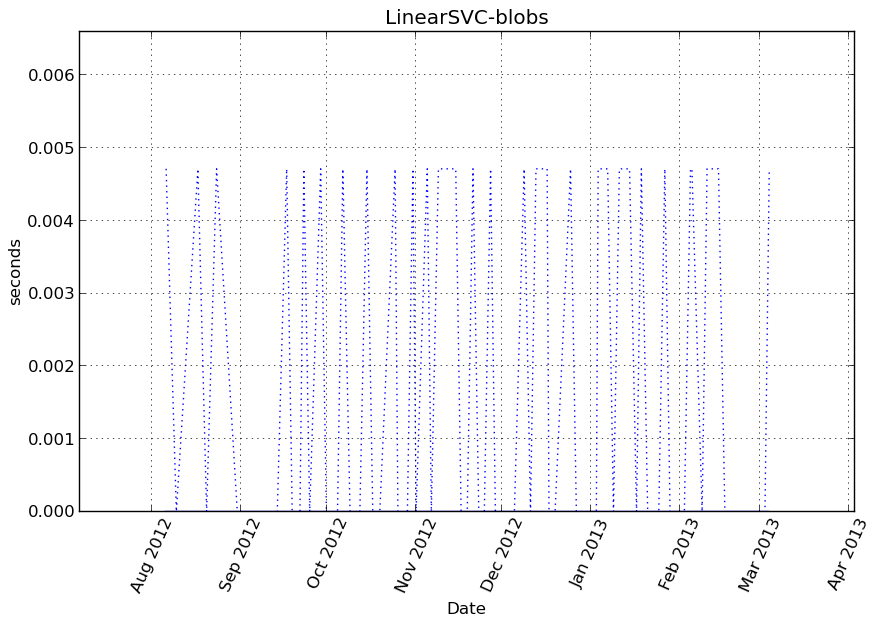 LinearSVC-blobs
0.006
0.005
0.004
0.003
0.002
0.001
0.000
seconds
Aug 2012
Sep 2012
Oct 2012
Nov 2012
Dec 2012
Jan 2013
Feb 2013
Mar 2013
Apr 2013
Date